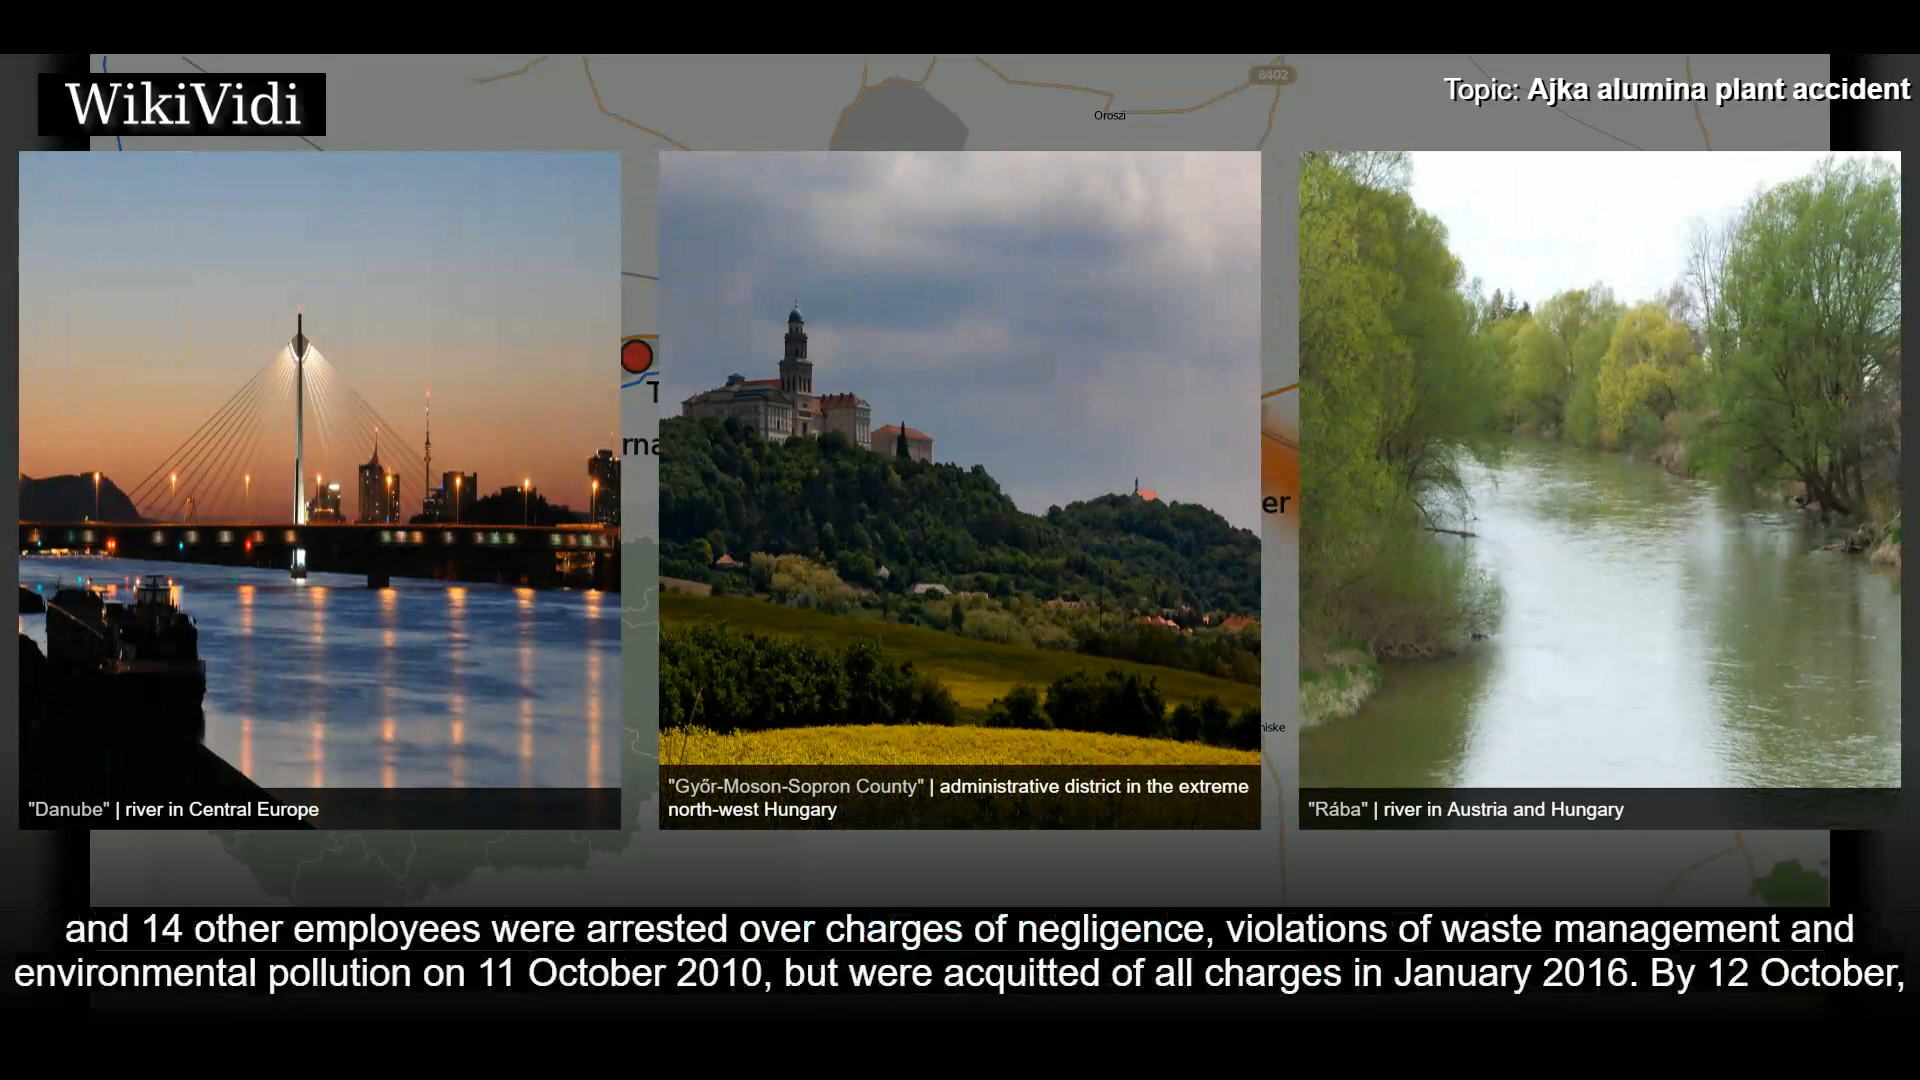 WikiVidi
Topic: Ajka alumina plant accident
8402
Oroszi
"Danube" | river in Central Europe
"Győr-Moson-Sopron County" | administrative district in the extreme
north-west Hungary
"Rába" | river in Austria and Hungary
and 14 other employees were arrested over charges of negligence, violations of waste management and
environmental pollution on 11 October 2010, but were acquitted of all charges in January 2016. By 12 October,